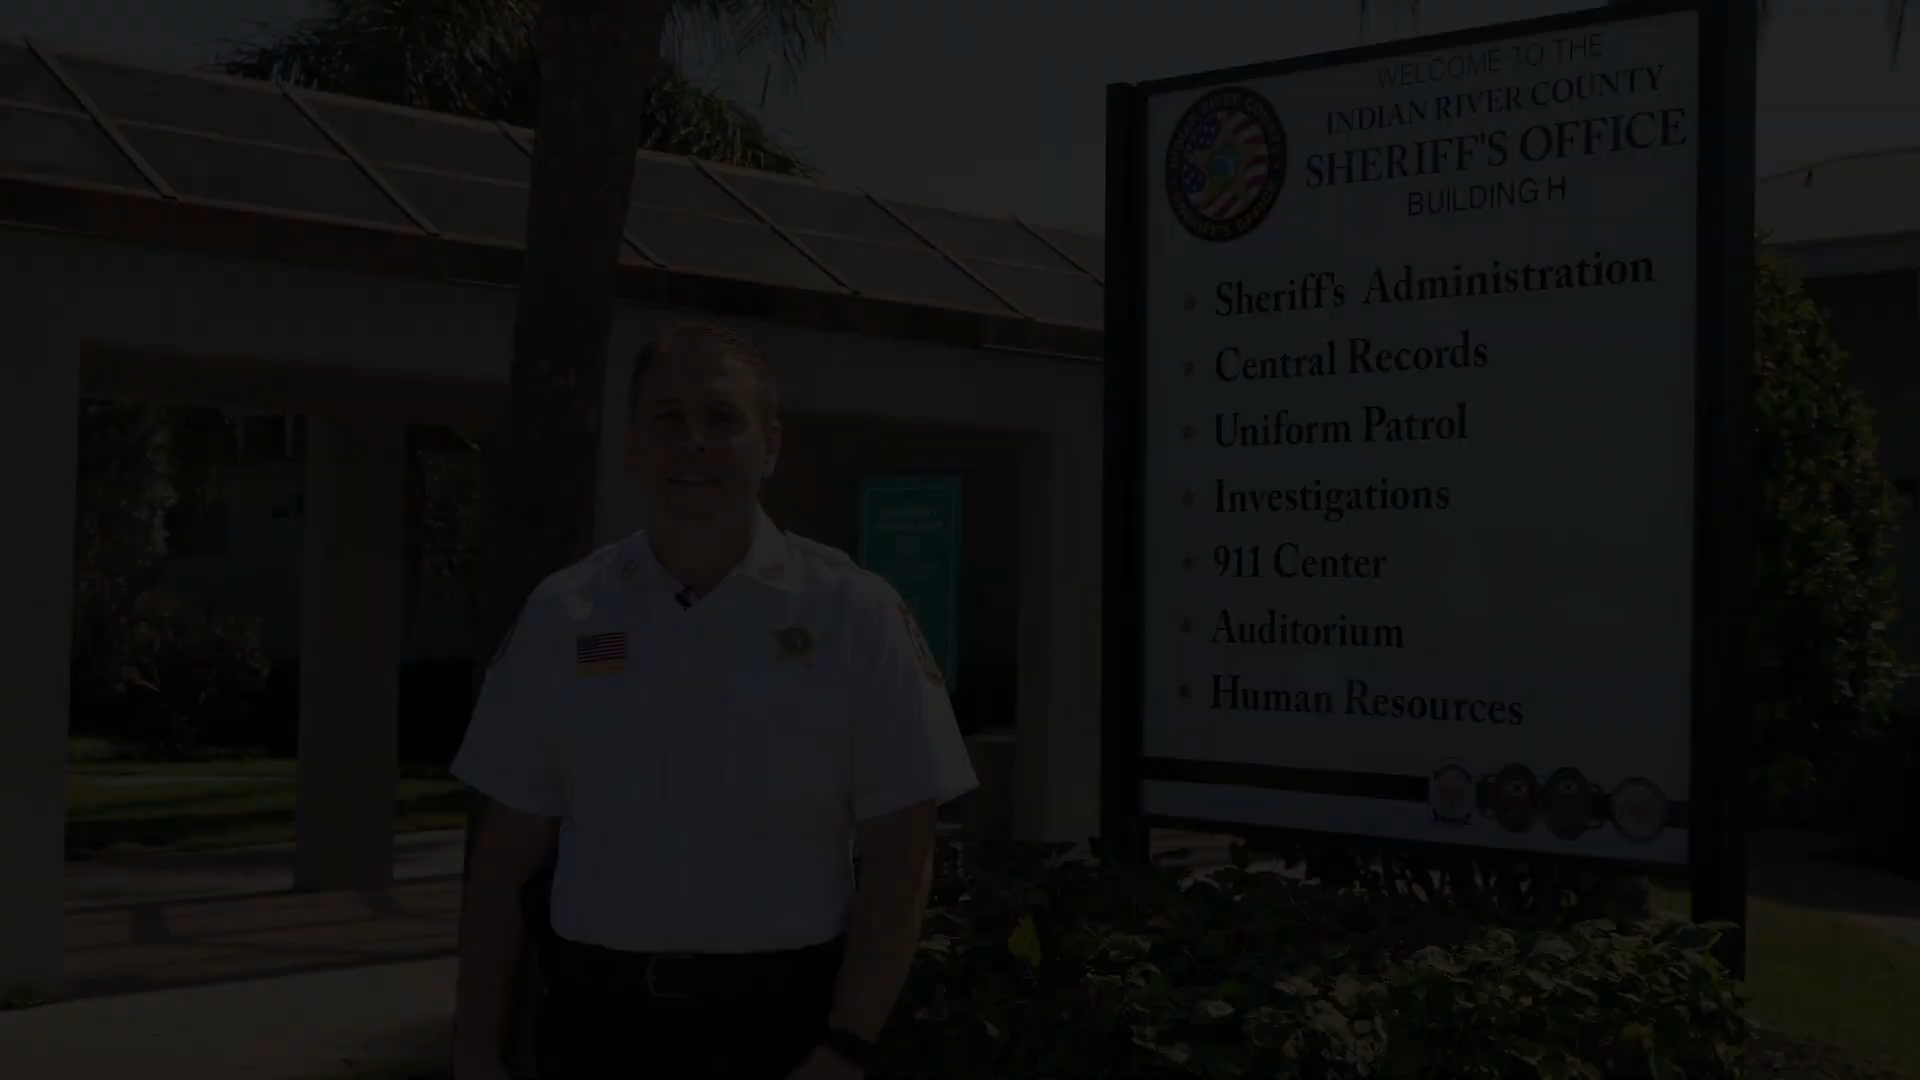 WELCOME TO THE
INDIAN RIVER COUNTY
SHERIFF'S OFFICE
BUILDING H
Sheriff's Administration
Central Records
Uniform Patrol
Investigations
911 Center
Auditorium
Human Resources